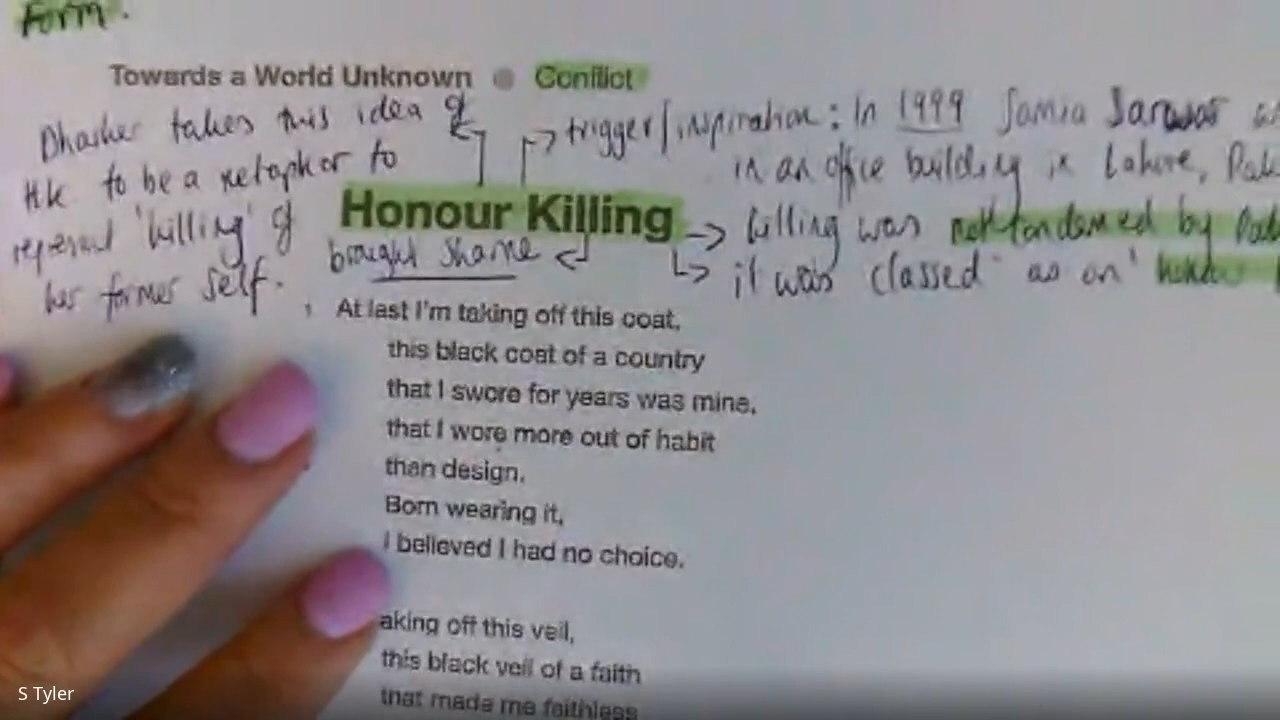 Form.
Towards a World Unknown Conflict
Dharker takes this idea of
HK to be a metaphor to
represent 'killing' of
her former self.
trigger/inspiration: In 1999 Samia Sarwar
in an office building in Lahore,
Honour Killing
killing was not condemned by
brought shame
it was classed as an
At last I'm taking off this coat,
this black coat of a country
that I swore for years was mine,
that I wore more out of habit
than design.
Born wearing it,
I believed I had no choice.
aking off this veil,
this black veil of a faith
that made me faithless
S Tyler